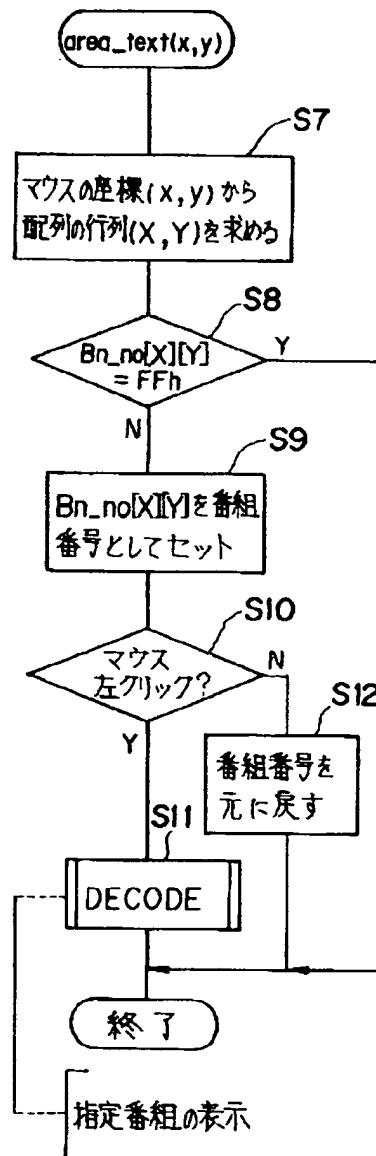 area_text(x,y)
S7
マウスの座標(x,y)から
配列の行列(X,Y)を求める
S8
Bn_no[X][Y]
=FFh
Y
N
S9
Bn_no[X][Y]を番組
番号としてセット
S10
マウス
左クリック?
N
Y
S12
番組番号を
元に戻す
S11
DECODE
終了
指定番組の表示